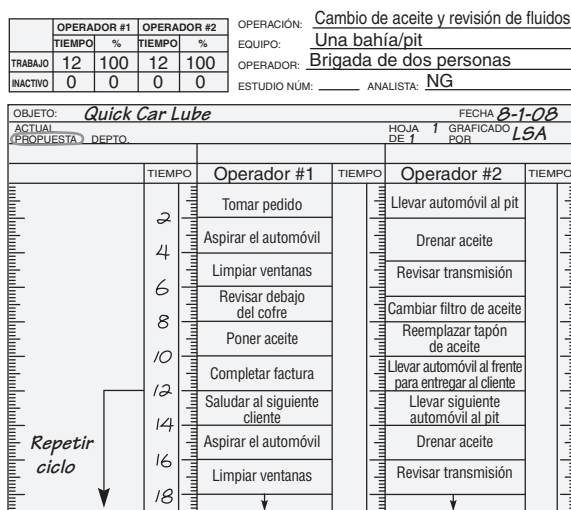 OPERADOR #1 OPERADOR #2
TIEMPO % TIEMPO %
TRABAJO 12 100 12 100
INACTIVO 0 0 0 0
OPERACIÓN: Cambio de aceite y revisión de fluidos
EQUIPO: Una bahía/pit
OPERADOR: Brigada de dos personas
ESTUDIO NÚM: ANALISTA: NG
OBJETO: Quick Car Lube FECHA 8-1-08
ACTUAL
PROPUESTA DEPTO.
HOJA 1 GRAFICADO LSA
DE 1 POR
TIEMPO Operador #1 TIEMPO Operador #2 TIEMPO
Tomar pedido Llevar automóvil al pit
2
Aspirar el automóvil Drenar aceite
4
Limpiar ventanas Revisar transmisión
6
Revisar debajo
del cofre
Cambiar filtro de aceite
8
Poner aceite
Reemplazar tapón
de aceite
10
Completar factura
Llevar automóvil al frente
para entregar al cliente
12
Saludar al siguiente
cliente
Llevar siguiente
automóvil al pit
14
Repetir
ciclo
Aspirar el automóvil Drenar aceite
16
Limpiar ventanas Revisar transmisión
18